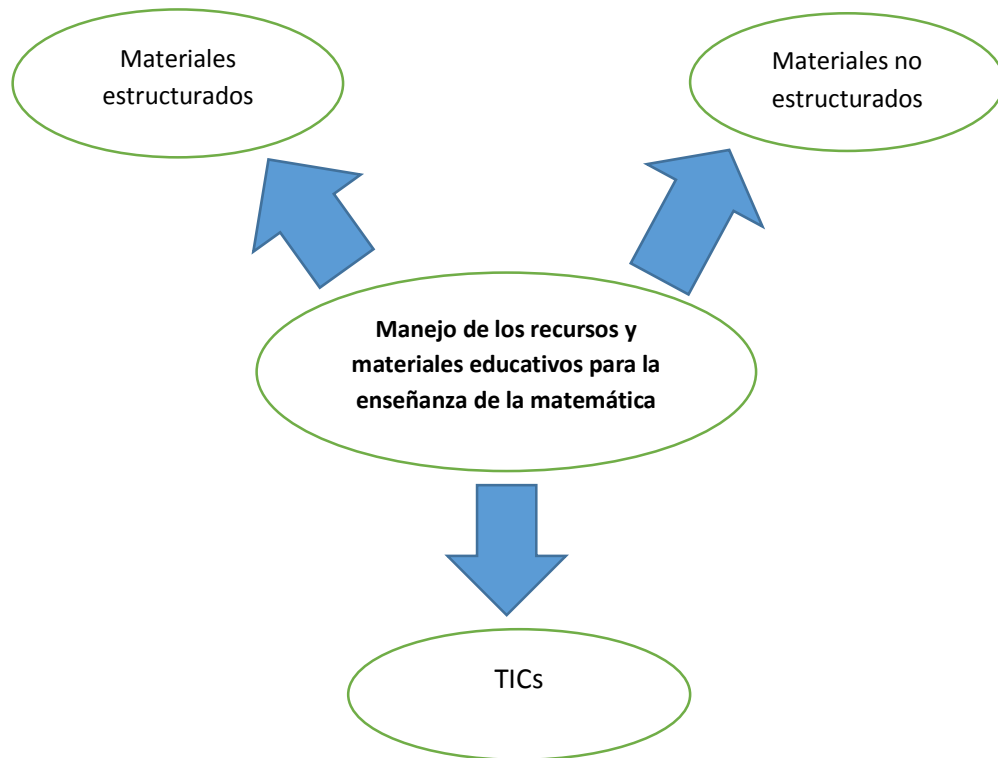 Materiales
estructurados
Materiales no
estructurados
Manejo de los recursos y
materiales educativos para la
enseñanza de la matemática
TICs